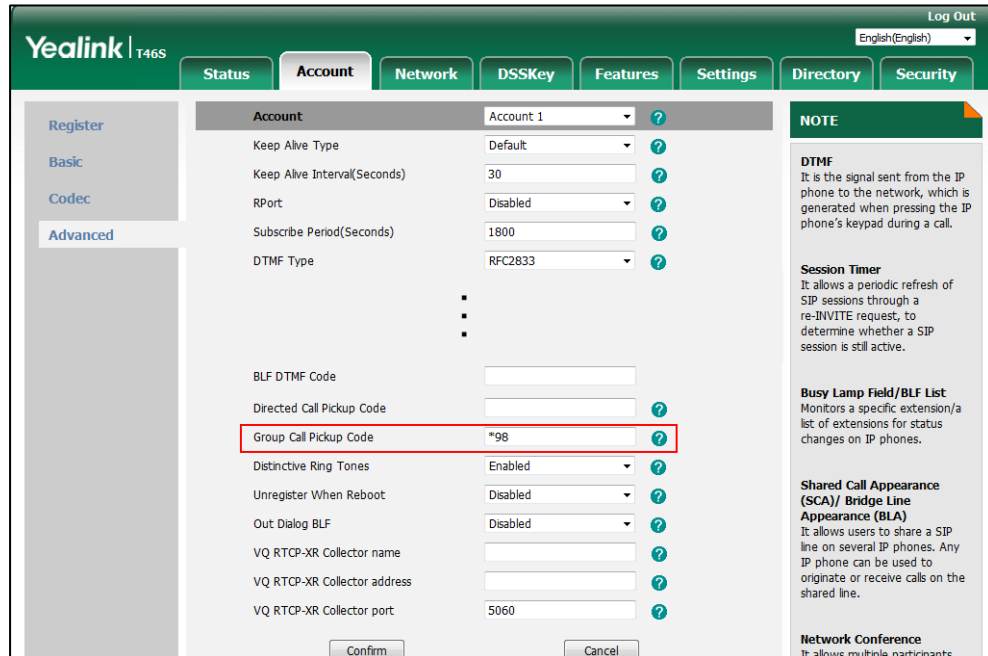 Log Out
English(English)
Yealink T46S
Status Account Network DSSKey Features Settings Directory Security
Register
Basic
Codec
Advanced
Account Account 1 ?
Keep Alive Type Default ?
Keep Alive Interval(Seconds) 30 ?
RPort Disabled ?
Subscribe Period(Seconds) 1800 ?
DTMF Type RFC2833 ?
BLF DTMF Code
Directed Call Pickup Code ?
Group Call Pickup Code *98 ?
Distinctive Ring Tones Enabled ?
Unregister When Reboot Disabled ?
Out Dialog BLF Disabled ?
VQ RTCP-XR Collector name ?
VQ RTCP-XR Collector address ?
VQ RTCP-XR Collector port 5060 ?
Confirm Cancel
NOTE
DTMF
It is the signal sent from the IP
phone to the network, which is
generated when pressing the IP
phone's keypad during a call.
Session Timer
It allows a periodic refresh of
SIP sessions through a
re-INVITE request, to
determine whether a SIP
session is still active.
Busy Lamp Field/BLF List
Monitors a specific extension/a
list of extensions for status
changes on IP phones.
Shared Call Appearance
(SCA)/ Bridge Line
Appearance (BLA)
It allows users to share a SIP
line on several IP phones. Any
IP phone can be used to
originate or receive calls on the
shared line.
Network Conference
It allows multiple participants